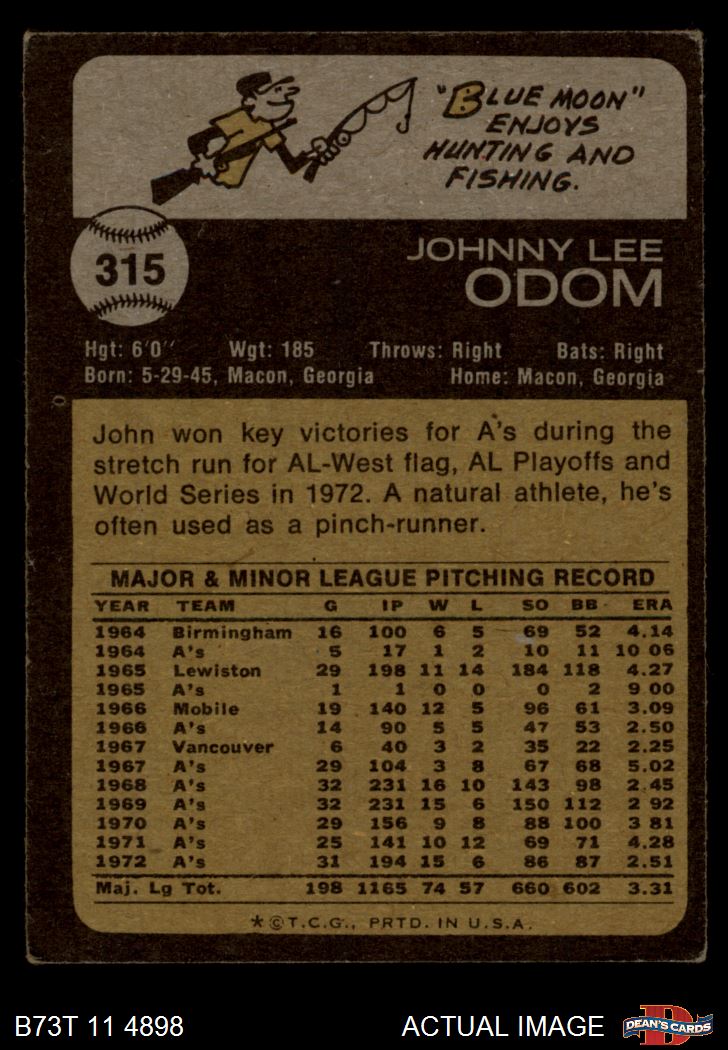 "BLUE MOON"
ENJOYS
HUNTING AND
FISHING.
315
JOHNNY LEE
ODOM
Hgt: 6'0" Wgt: 185 Throws: Right Bats: Right
Born: 5-29-45, Macon, Georgia Home: Macon, Georgia
John won key victories for A's during the
stretch run for AL-West flag, AL Playoffs and
World Series in 1972. A natural athlete, he's
often used as a pinch-runner.
MAJOR & MINOR LEAGUE PITCHING RECORD
YEAR TEAM G IP W L SO BB ERA
1964 Birmingham 16 100 6 5 69 52 4.14
1964 A's 5 17 1 2 10 11 10 06
1965 Lewiston 29 198 11 14 184 118 4.27
1965 A's 1 1 0 0 0 2 9 00
1966 Mobile 19 140 12 5 96 61 3.09
1966 A's 14 90 5 5 47 53 2.50
1967 Vancouver 6 40 3 2 35 22 2.25
1967 A's 29 104 3 8 67 68 5.02
1968 A's 32 231 16 10 143 98 2.45
1969 A's 32 231 15 6 150 112 2 92
1970 A's 29 156 9 8 88 100 3 81
1971 A's 25 141 10 12 69 71 4.28
1972 A's 31 194 15 6 86 87 2.51
Maj. Lg Tot. 198 1165 74 57 660 602 3.31
*©T.C.G., PRTD. IN U.S.A.
B73T 11 4898 ACTUAL IMAGE DEAN'S CARDS